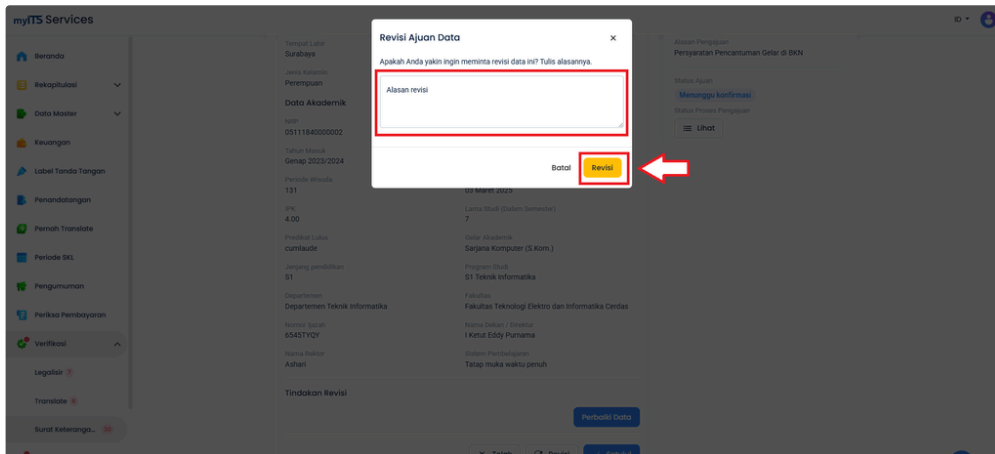 myITS Services
ID
Beranda
Rekapitulasi
Data Master
Keuangan
Label Tanda Tangan
Penandatangan
Pernah Translate
Periode SKL
Pengumuman
Periksa Pembayaran
Verifikasi
Legalisir 7
Translate
Surat Keteranga...
Revisi Ajuan Data
×
Apakah Anda yakin ingin meminta revisi data ini? Tulis alasannya.
Alasan revisi
Batal
Revisi
Tempat Lahir
Surabaya
Jenis Kelamin
Perempuan
Data Akademik
NRP
05111840000002
Tahun Masuk
Genap 2023/2024
Periode Wisuda
131
03 Maret 2025
IPK
4.00
Lama Studi (Dalam Semester)
7
Predikat Lulus
cumlaude
Gelar Akademik
Sarjana Komputer (S.Kom.)
Jenjang pendidikan
S1
Program Studi
S1 Teknik Informatika
Departemen
Departemen Teknik Informatika
Fakultas
Fakultas Teknologi Elektro dan Informatika Cerdas
Nomor Ijazah
6545TYQY
Nama Dekan / Direktur
I Ketut Eddy Purnama
Nama Rektor
Ashari
Sistem Pembelajaran
Tatap muka waktu penuh
Tindakan Revisi
Perbaiki Data
Alasan Pengajuan
Persyaratan Pencantuman Gelar di BKN
Status Ajuan
Menunggu konfirmasi
Status Proses Pengajuan
Lihat